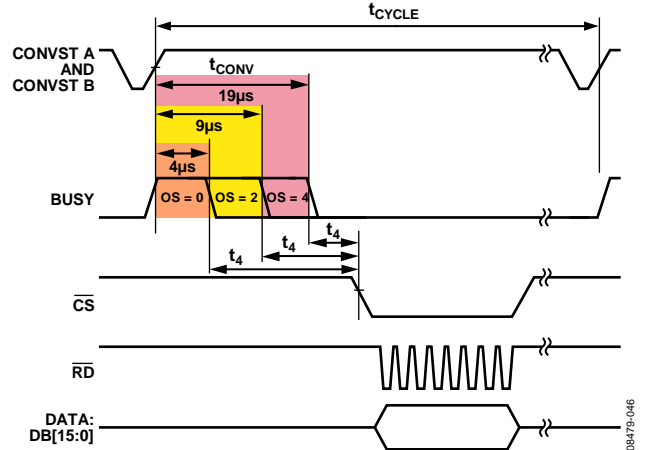 tCYCLE
CONVST A
AND
CONVST B
tCONV
19µs
9µs
4µs
BUSY
OS = 0
OS = 2
OS = 4
t4
t4
t4
CS
RD
DATA:
DB[15:0]
08479-046